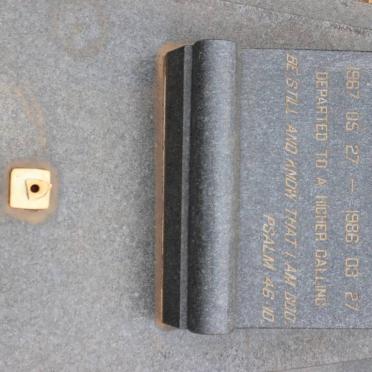 1967 05 27 — 1986 03 27
DEPARTED TO A HIGHER CALLING
BE STILL AND KNOW THAT I AM GOD
PSALM 46 10